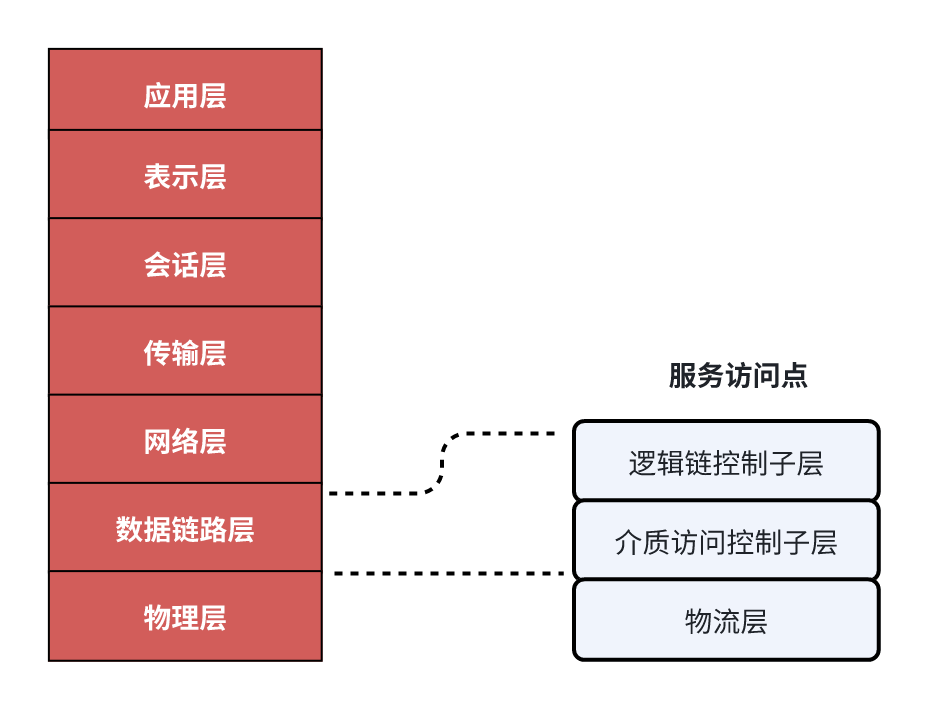 应用层
表示层
会话层
传输层
网络层
数据链路层
物理层
服务访问点
逻辑链控制子层
介质访问控制子层
物流层